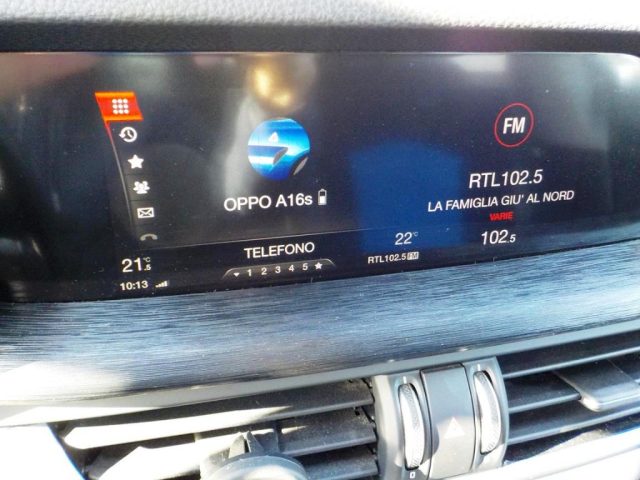 FM
OPPO A16s
RTL102.5
LA FAMIGLIA GIU' AL NORD
VARIE
TELEFONO
22°C
102.5
21.5°C
1 2 3 4 5
RTL102.5 FM
10:13